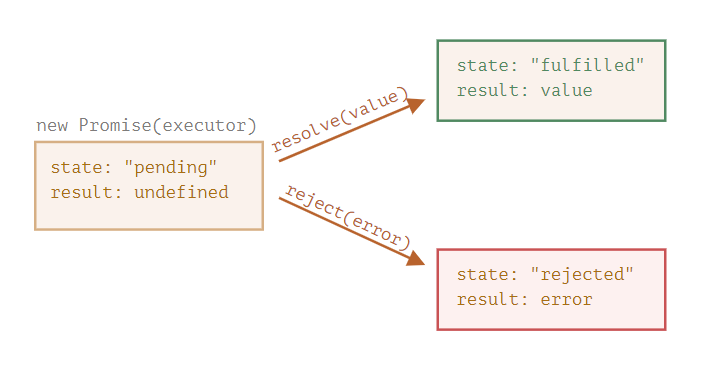 new Promise(executor)
state: "pending"
result: undefined
resolve(value)
reject(error)
state: "fulfilled"
result: value
state: "rejected"
result: error